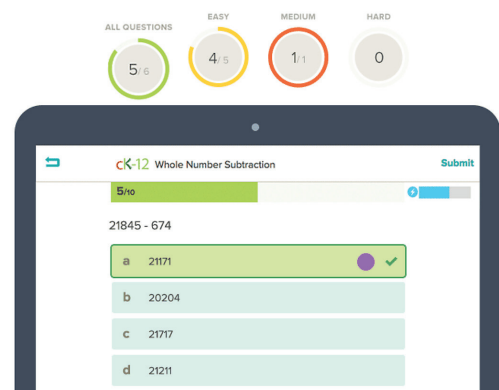 ALL QUESTIONS
EASY
MEDIUM
HARD
5/6
4/5
1/1
0
cK-12 Whole Number Subtraction
Submit
5/10
21845 - 674
a 21171
b 20204
c 21717
d 21211